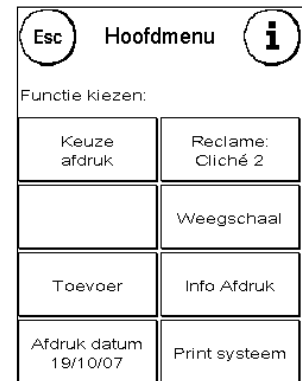 Esc Hoofdmenu i
Functie kiezen:
Keuze
afdruk
Reclame:
Cliché 2
Weegschaal
Toevoer
Info Afdruk
Afdruk datum
19/10/07
Print systeem